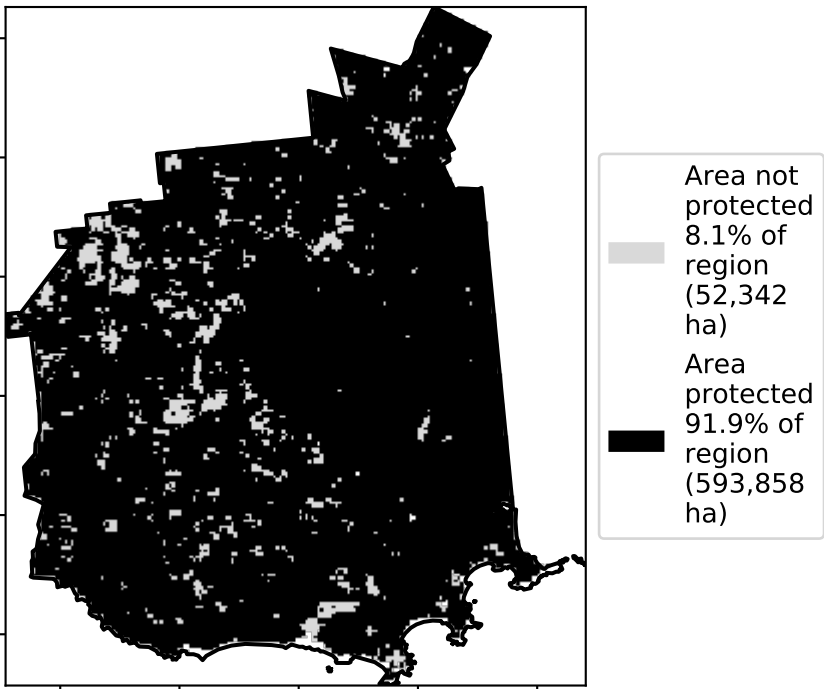 Area not
protected
8.1% of
region
(52,342
ha)
Area
protected
91.9% of
region
(593,858
ha)